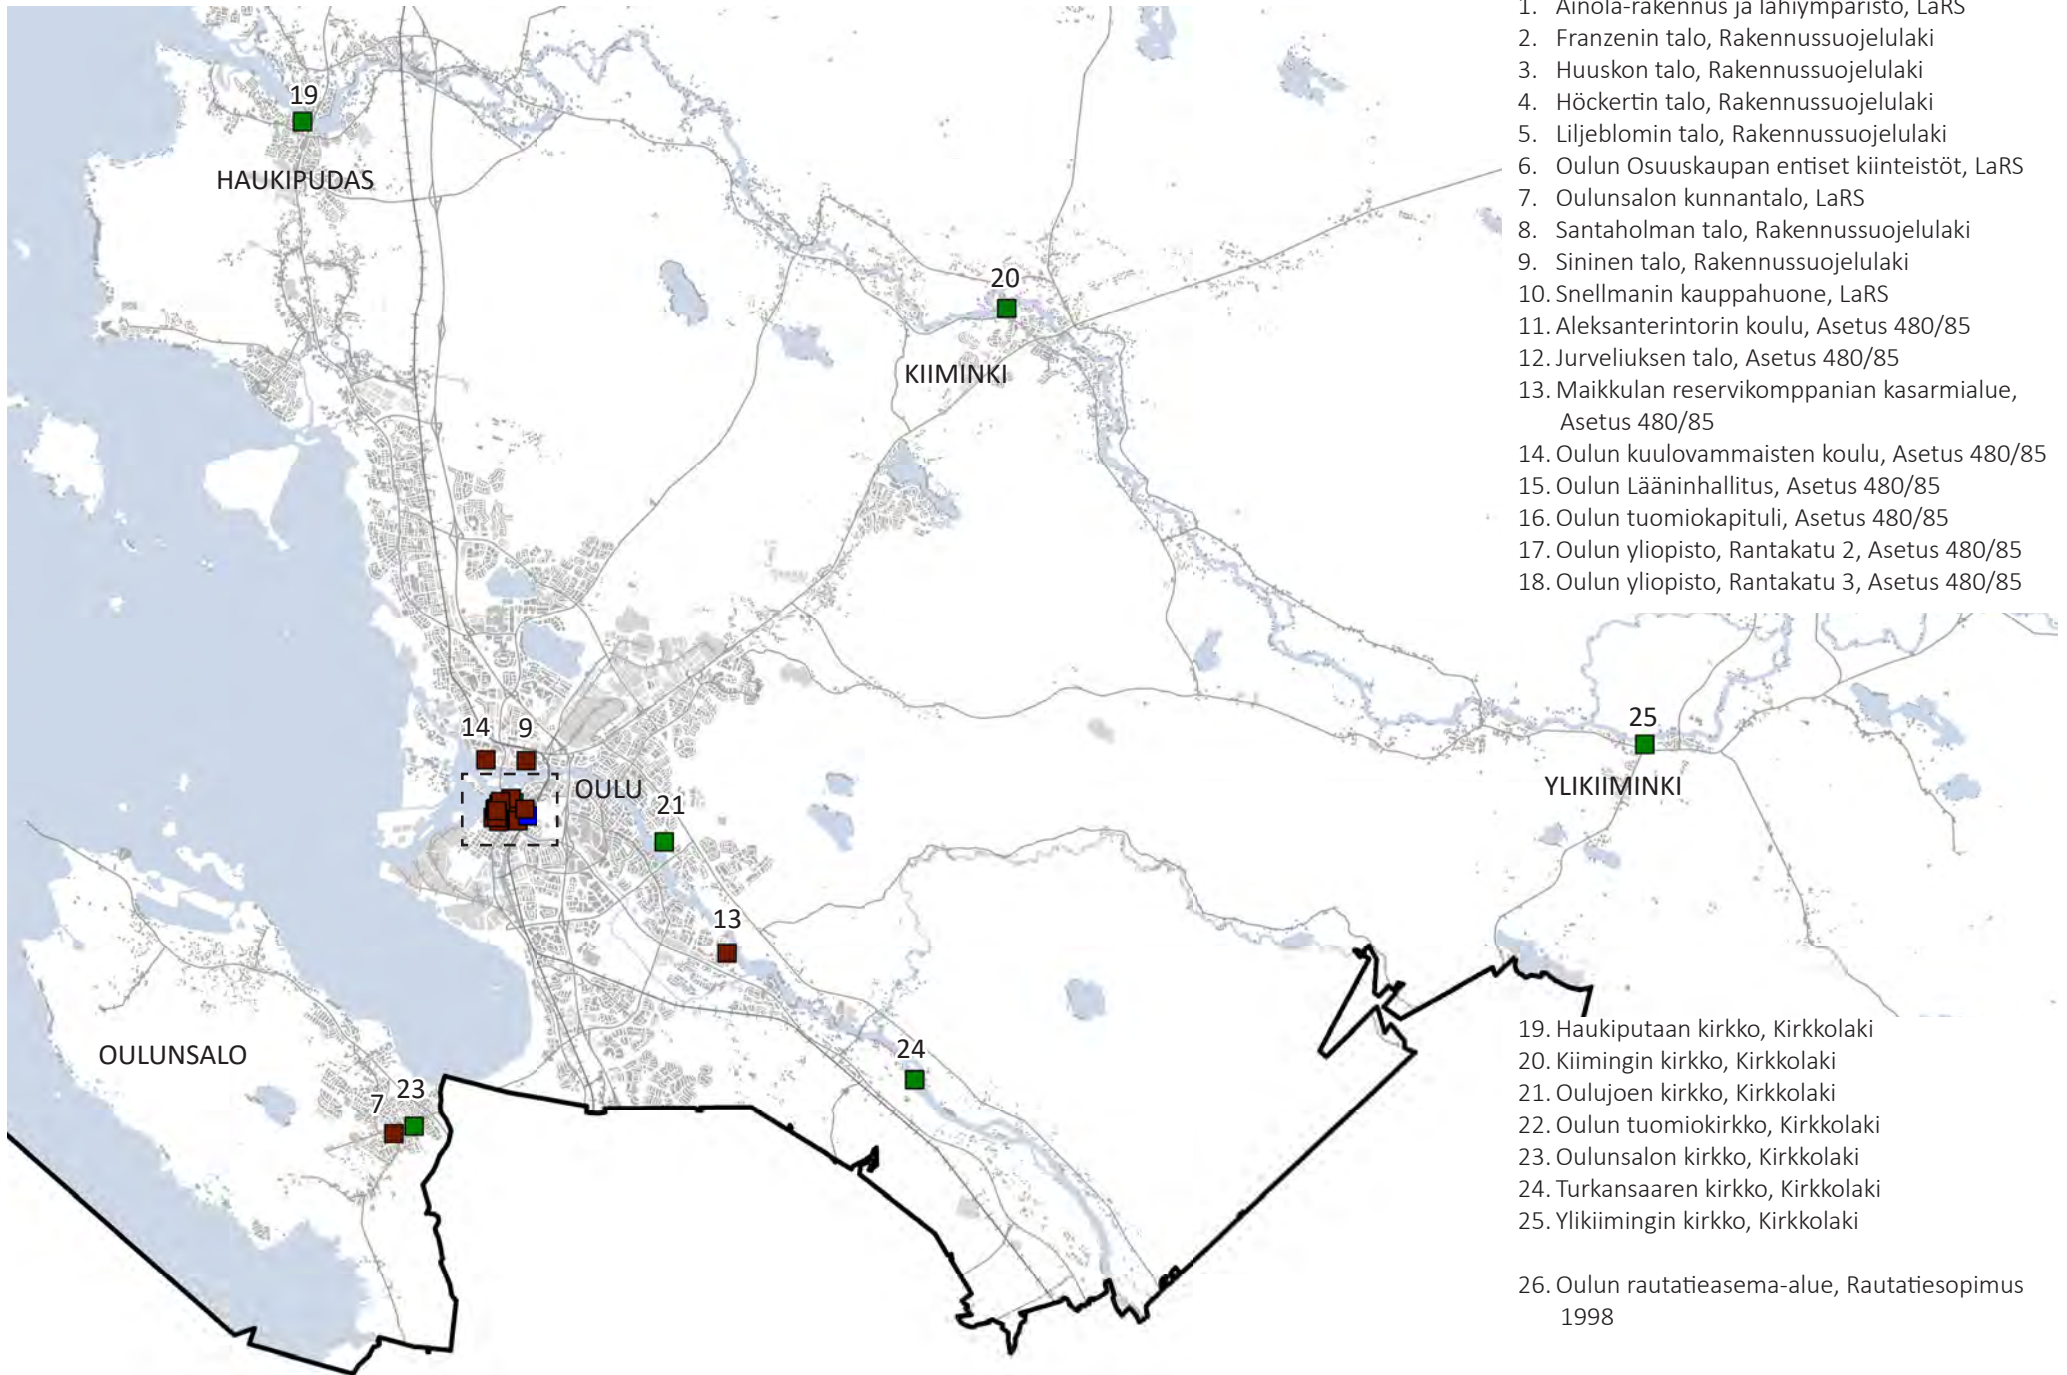 1. Ainola-rakennus ja lähiympäristö, LaRS
2. Franzenin talo, Rakennussuojelulaki
3. Huuskon talo, Rakennussuojelulaki
4. Höckertin talo, Rakennussuojelulaki
5. Liljeblomin talo, Rakennussuojelulaki
6. Oulun Osuuskaupan entiset kiinteistöt, LaRS
7. Oulunsalon kunnantalo, LaRS
8. Santaholman talo, Rakennussuojelulaki
9. Sininen talo, Rakennussuojelulaki
10. Snellmanin kauppahuone, LaRS
11. Aleksanterintorin koulu, Asetus 480/85
12. Jurveliuksen talo, Asetus 480/85
13. Maikkulan reservikomppanian kasarmialue,
Asetus 480/85
14. Oulun kuulovammaisten koulu, Asetus 480/85
15. Oulun Lääninhallitus, Asetus 480/85
16. Oulun tuomiokapituli, Asetus 480/85
17. Oulun yliopisto, Rantakatu 2, Asetus 480/85
18. Oulun yliopisto, Rantakatu 3, Asetus 480/85
19
HAUKIPUDAS
20
KIIMINKI
25
YLIKIIMINKI
14
9
OULU
21
13
24
OULUNSALO
7
23
19. Haukiputaan kirkko, Kirkkolaki
20. Kiimingin kirkko, Kirkkolaki
21. Oulujoen kirkko, Kirkkolaki
22. Oulun tuomiokirkko, Kirkkolaki
23. Oulunsalon kirkko, Kirkkolaki
24. Turkansaaren kirkko, Kirkkolaki
25. Ylikiimingin kirkko, Kirkkolaki
26. Oulun rautatieasema-alue, Rautatiesopimus
1998